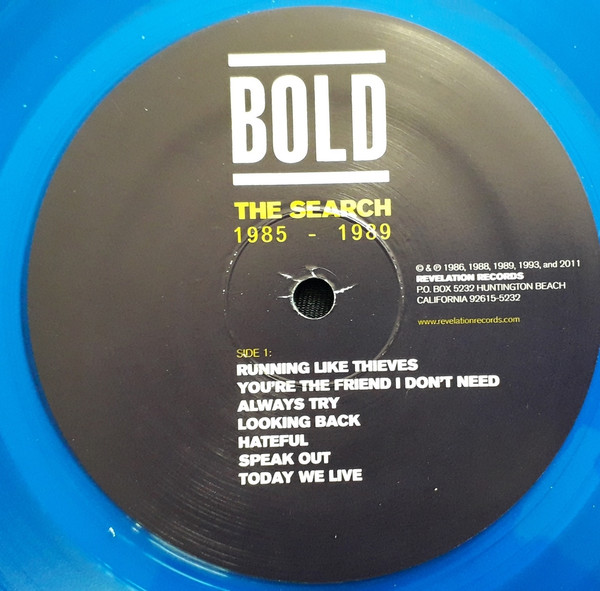 BOLD
THE SEARCH
1985 - 1989
© & ℗ 1986, 1988, 1989, 1993, and 2011
REVELATION RECORDS
P.O. BOX 5232 HUNTINGTON BEACH
CALIFORNIA 92615-5232
www.revelationrecords.com
SIDE 1:
RUNNING LIKE THIEVES
YOU'RE THE FRIEND I DON'T NEED
ALWAYS TRY
LOOKING BACK
HATEFUL
SPEAK OUT
TODAY WE LIVE